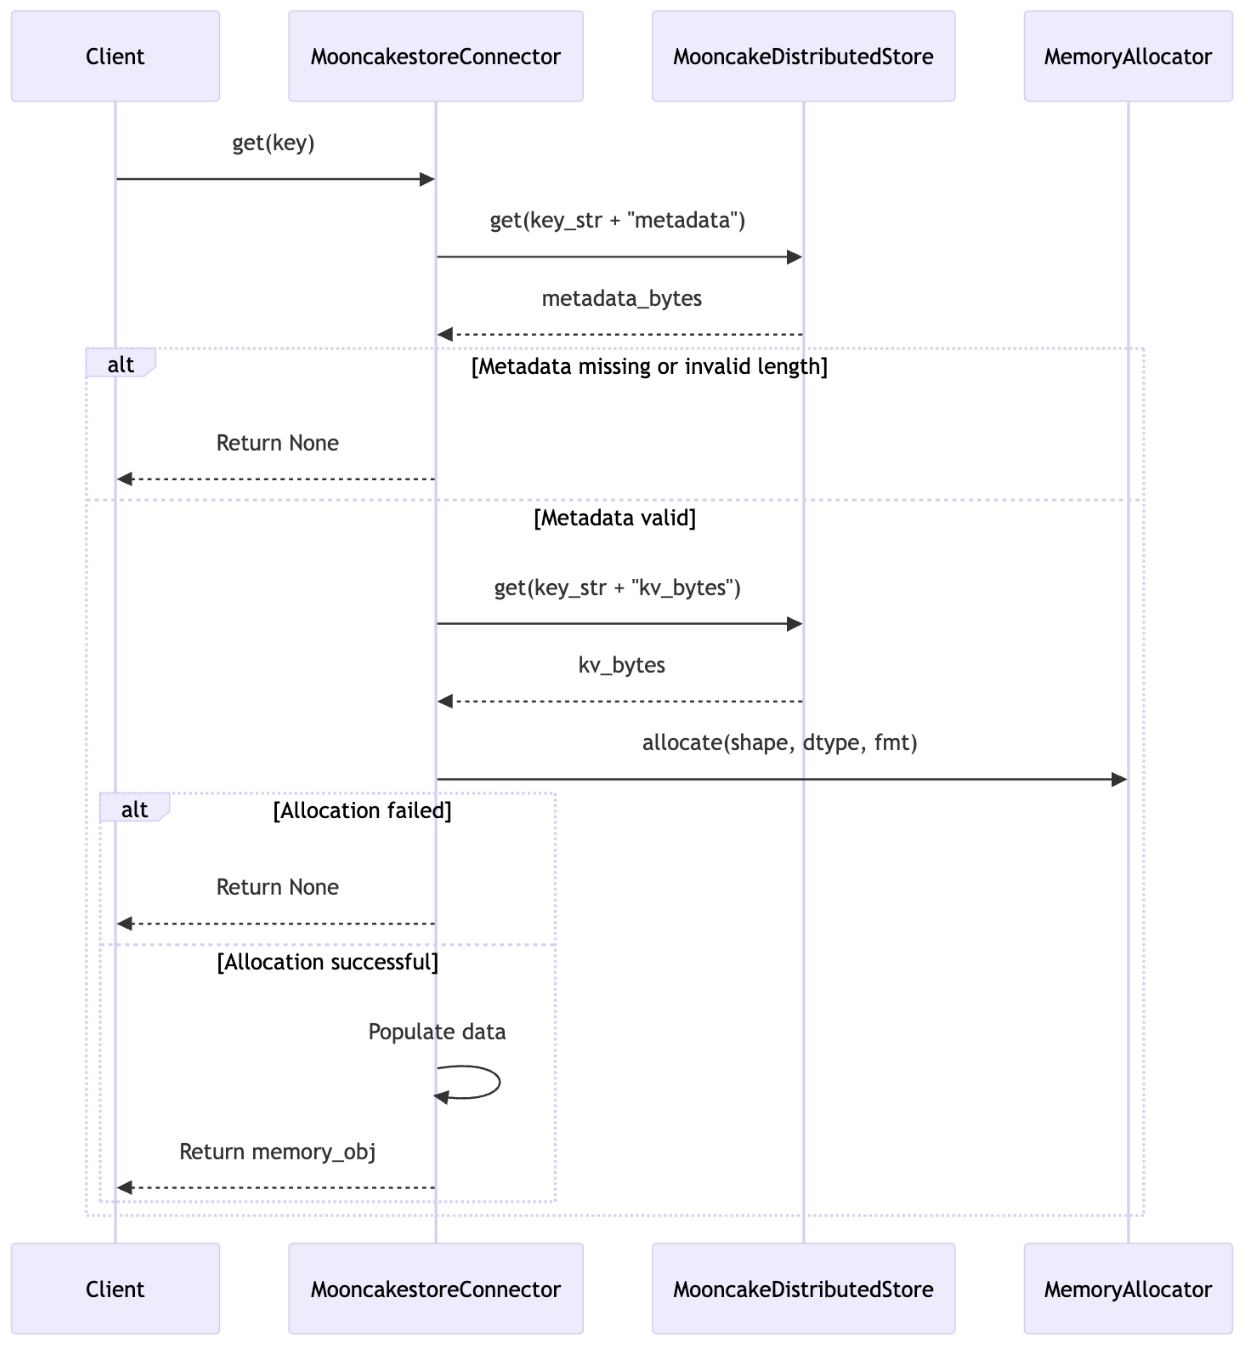 Client
MooncakestoreConnector
MooncakeDistributedStore
MemoryAllocator
get(key)
get(key_str + "metadata")
metadata_bytes
alt
[Metadata missing or invalid length]
Return None
[Metadata valid]
get(key_str + "kv_bytes")
kv_bytes
allocate(shape, dtype, fmt)
alt
[Allocation failed]
Return None
[Allocation successful]
Populate data
Return memory_obj
Client
MooncakestoreConnector
MooncakeDistributedStore
MemoryAllocator